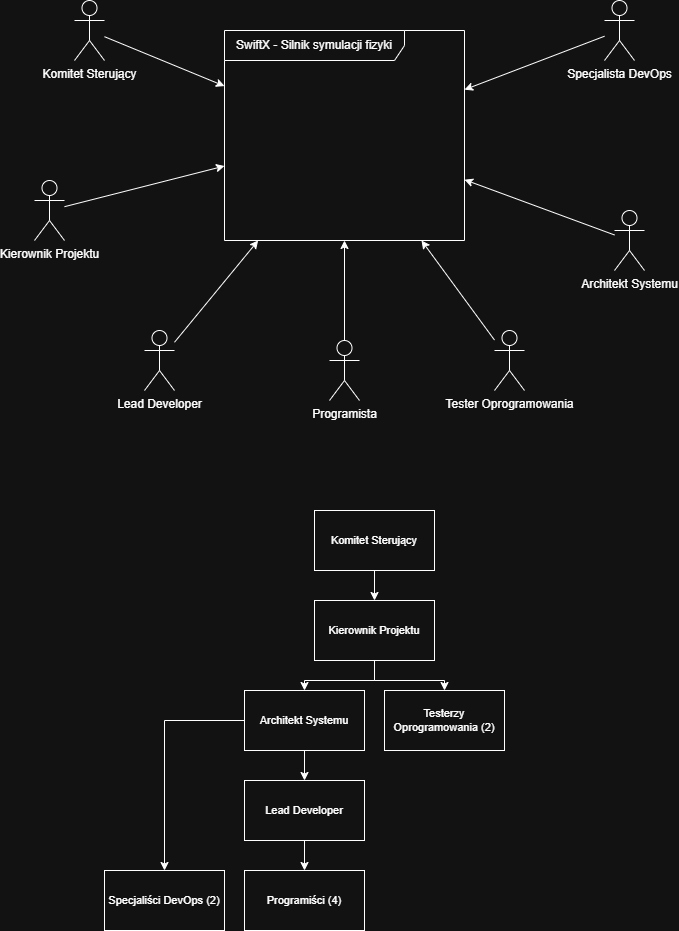 SwiftX - Silnik symulacji fizyki
Komitet Sterujący
Specjalista DevOps
Kierownik Projektu
Architekt Systemu
Lead Developer
Programista
Tester Oprogramowania
Komitet Sterujący
Kierownik Projektu
Architekt Systemu
Testerzy
Oprogramowania (2)
Lead Developer
Specjaliści DevOps (2)
Programiści (4)